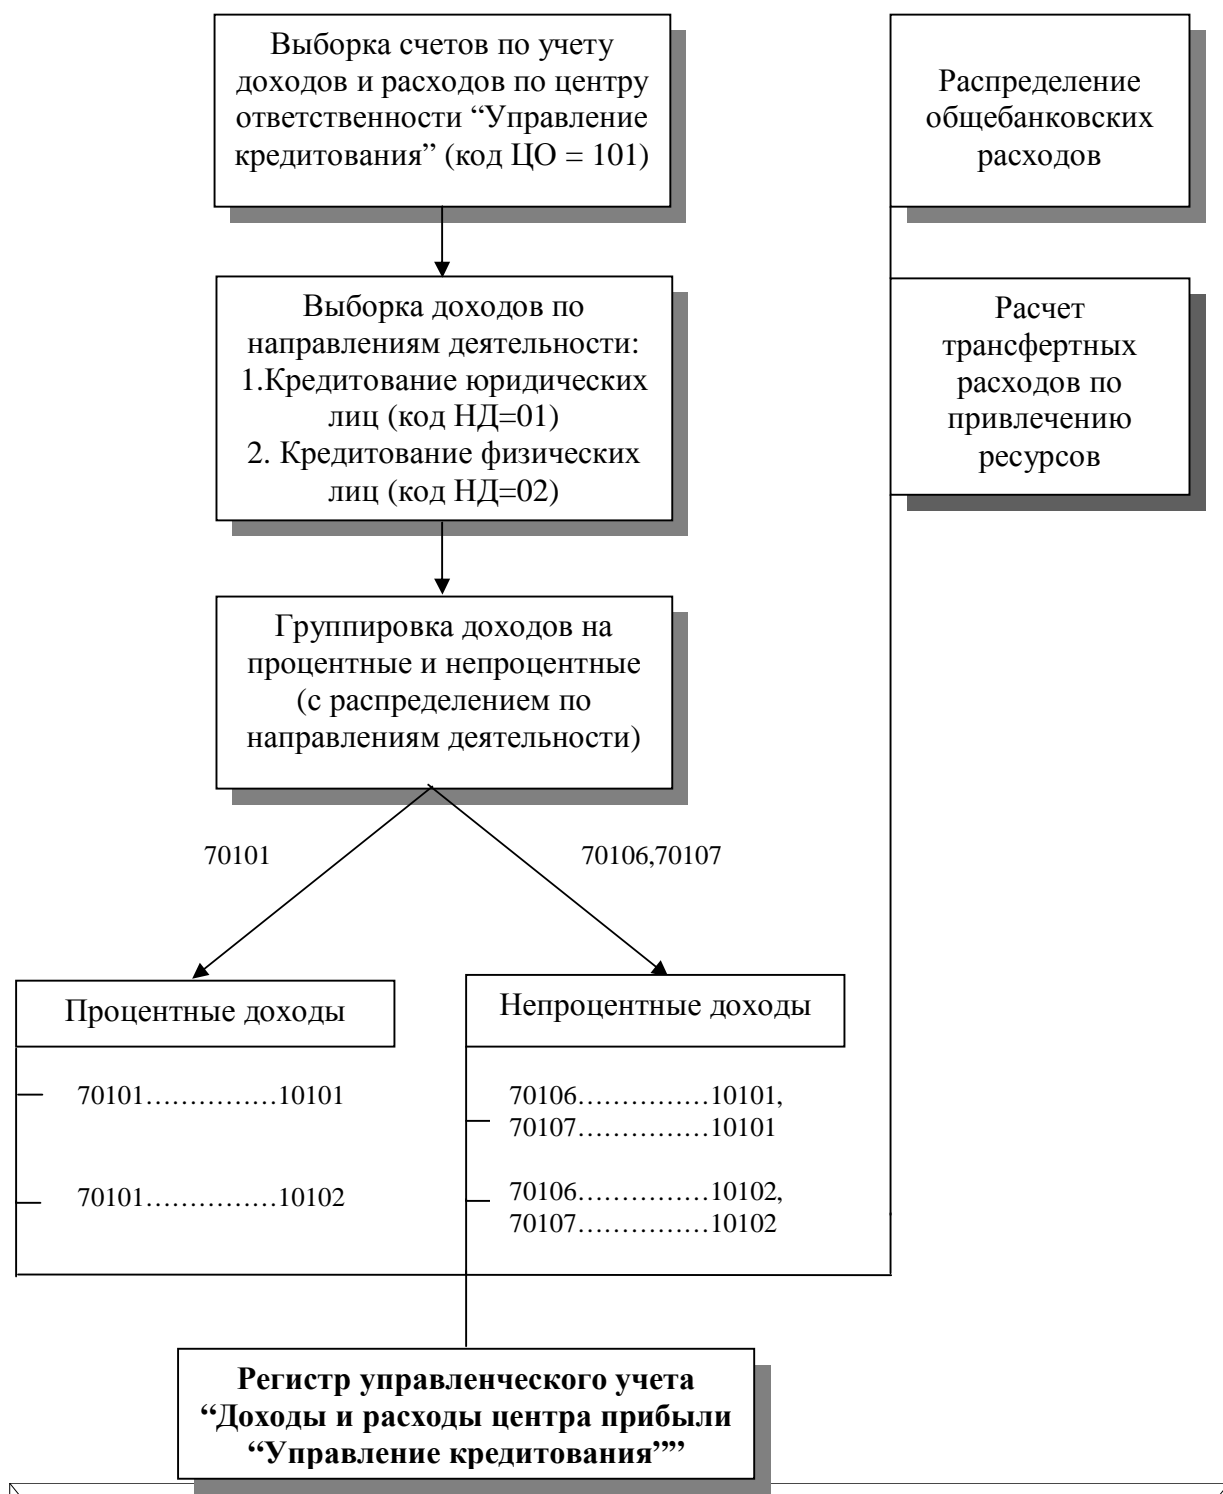 Выборка счетов по учету
доходов и расходов по центру
ответственности “Управление
кредитования” (код ЦО = 101)
Распределение
общебанковских
расходов
Выборка доходов по
направлениям деятельности:
1.Кредитование юридических
лиц (код НД=01)
2. Кредитование физических
лиц (код НД=02)
Расчет
трансфертных
расходов по
привлечению
ресурсов
Группировка доходов на
процентные и непроцентные
(с распределением по
направлениям деятельности)
70101
70106,70107
Процентные доходы
Непроцентные доходы
70101……………10101
70106……………10101,
70107……………10101
70101……………10102
70106……………10102,
70107……………10102
Регистр управленческого учета
“Доходы и расходы центра прибыли
“Управление кредитования””